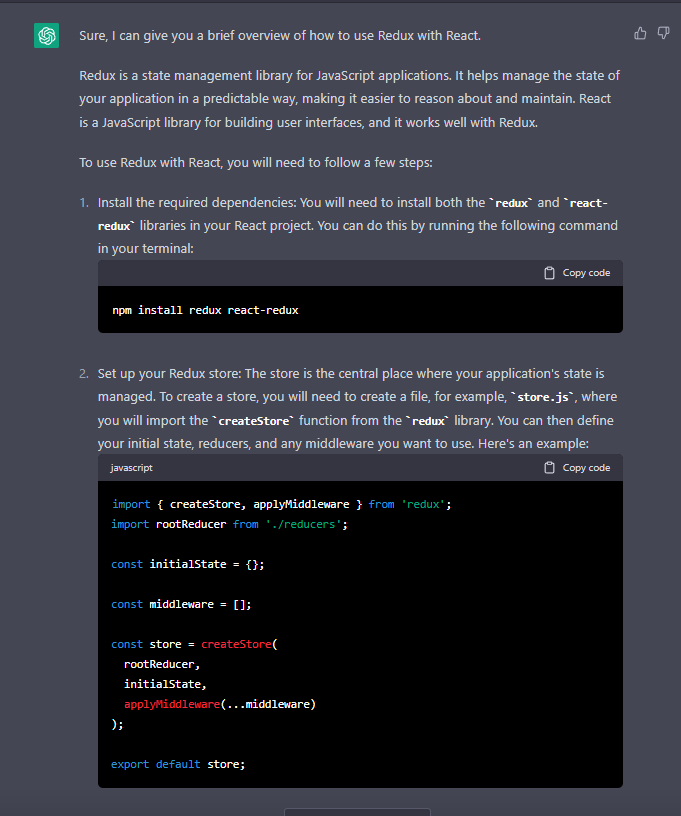 Sure, I can give you a brief overview of how to use Redux with React.
Redux is a state management library for JavaScript applications. It helps manage the state of
your application in a predictable way, making it easier to reason about and maintain. React
is a JavaScript library for building user interfaces, and it works well with Redux.
To use Redux with React, you will need to follow a few steps:
1. Install the required dependencies: You will need to install both the `redux` and `react-
redux` libraries in your React project. You can do this by running the following command
in your terminal:
Copy code
npm install redux react-redux
2. Set up your Redux store: The store is the central place where your application's state is
managed. To create a store, you will need to create a file, for example, `store.js`, where
you will import the `createStore` function from the `redux` library. You can then define
your initial state, reducers, and any middleware you want to use. Here's an example:
javascript Copy code
import { createStore, applyMiddleware } from 'redux';
import rootReducer from './reducers';
const initialState = {};
const middleware = [];
const store = createStore(
  rootReducer,
  initialState,
  applyMiddleware(...middleware)
);
export default store;